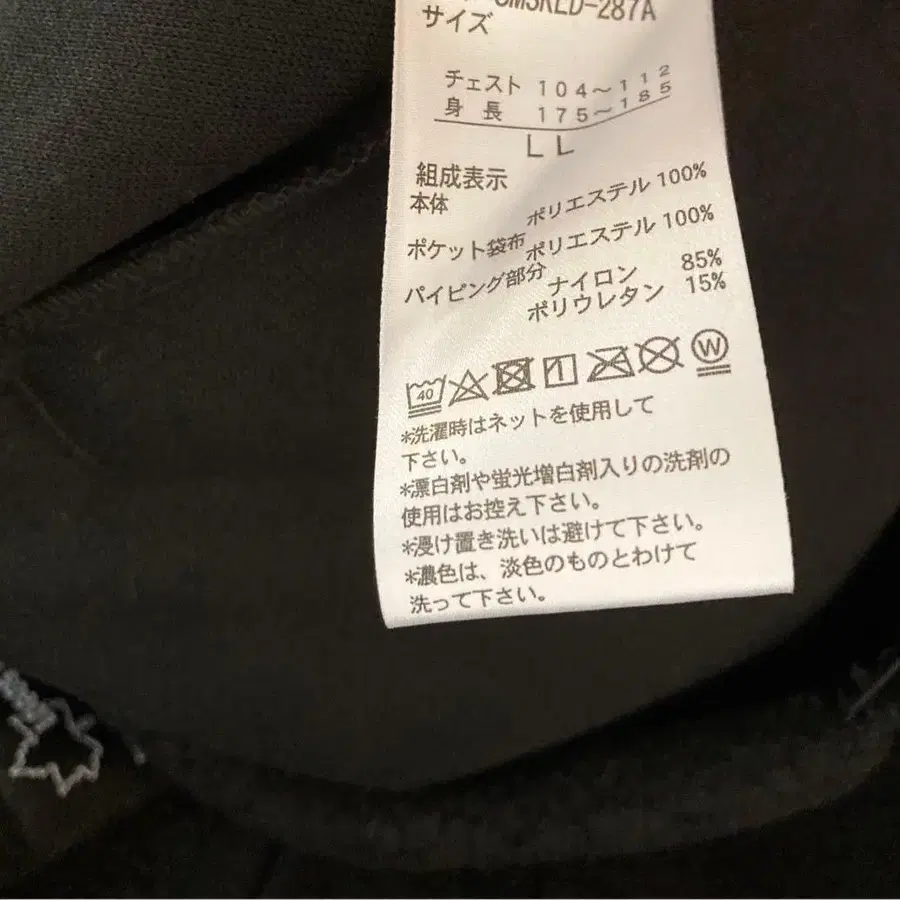 サイズ
チェスト 104～112
身長 175～185
LL
組成表示
本体
ポリエステル 100%
ポケット袋布
ポリエステル 100%
パイピング部分
ナイロン 85%
ポリウレタン 15%
40 W
*洗濯時はネットを使用して
下さい。
*漂白剤や蛍光増白剤入りの洗剤の
使用はお控え下さい。
*浸け置き洗いは避けて下さい。
*濃色は、淡色のものとわけて
洗って下さい。